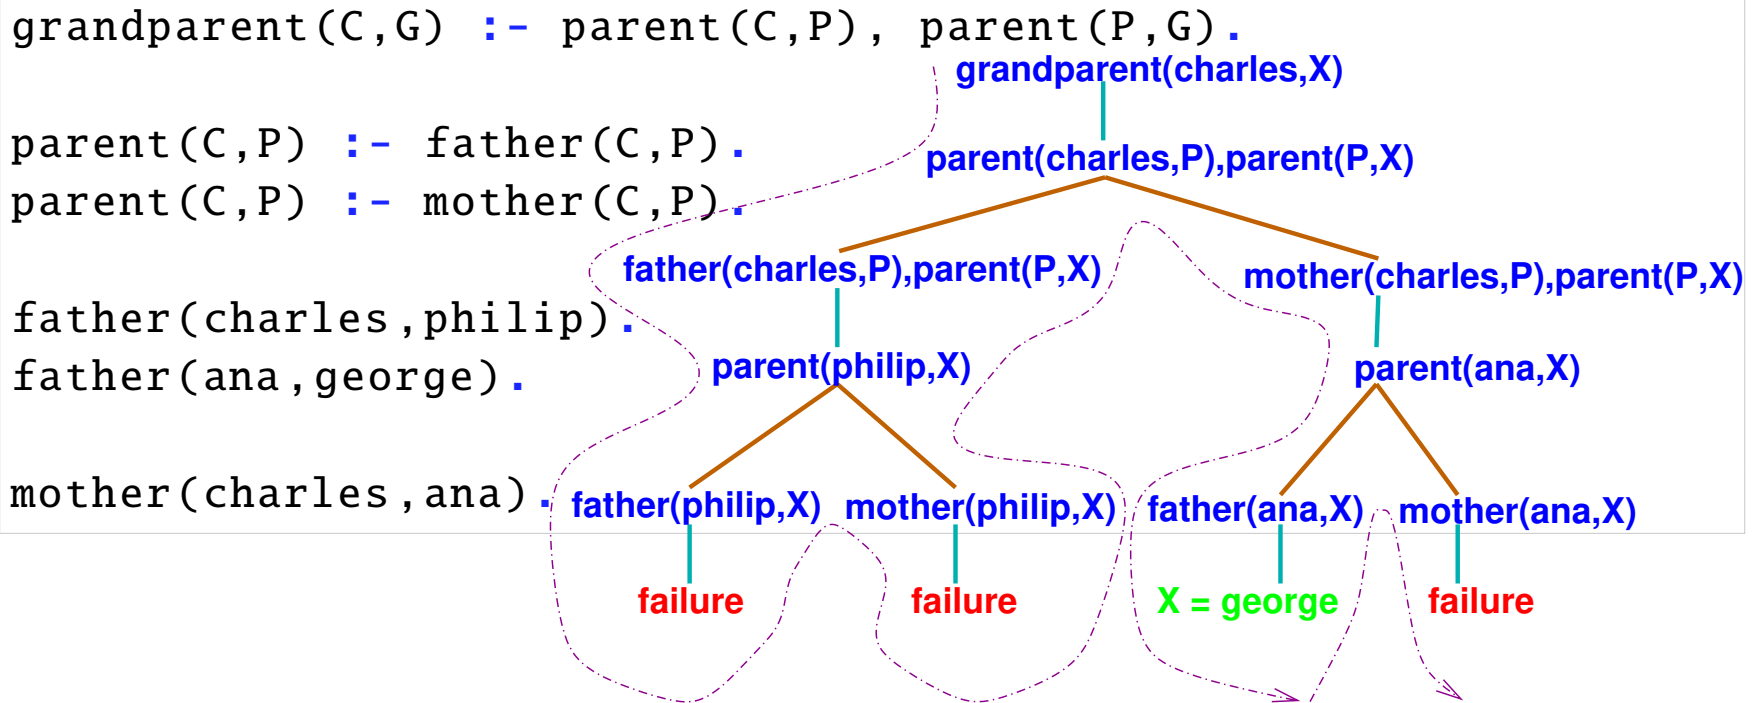 grandparent(C,G) :- parent(C,P), parent(P,G).
grandparent(charles,X)
parent(C,P) :- father(C,P).
parent(charles,P),parent(P,X)
parent(C,P) :- mother(C,P).
father(charles,P),parent(P,X)
mother(charles,P),parent(P,X)
father(charles,philip).
father(ana,george).
parent(philip,X)
parent(ana,X)
mother(charles,ana).
father(philip,X)
mother(philip,X)
father(ana,X)
mother(ana,X)
failure
failure
X = george
failure